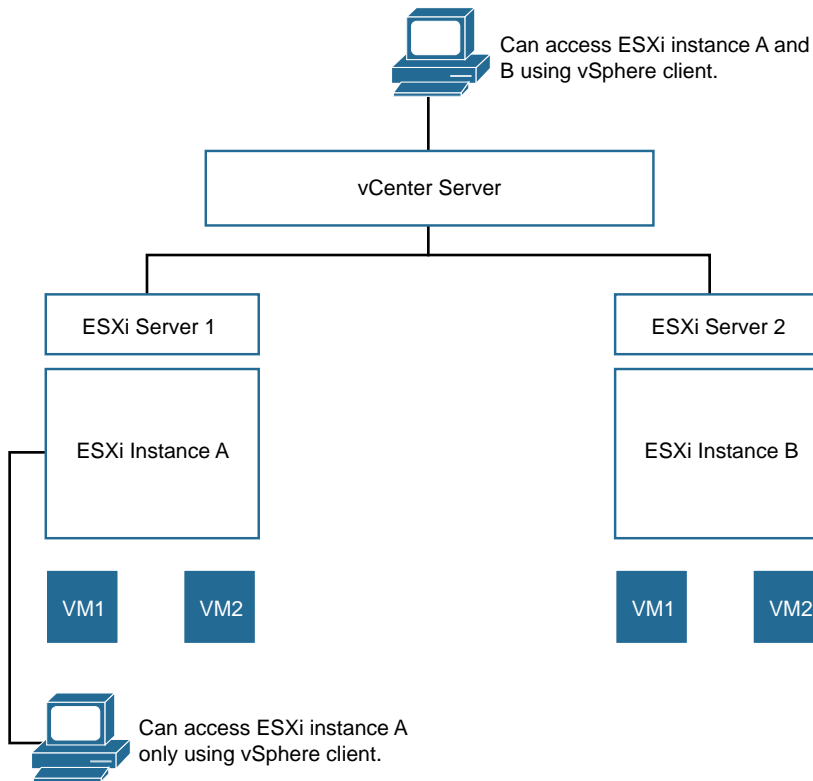 Can access ESXi instance A and
B using vSphere client.
vCenter Server
ESXi Server 1
ESXi Server 2
ESXi Instance A
ESXi Instance B
VM1
VM2
VM1
VM2
Can access ESXi instance A
only using vSphere client.